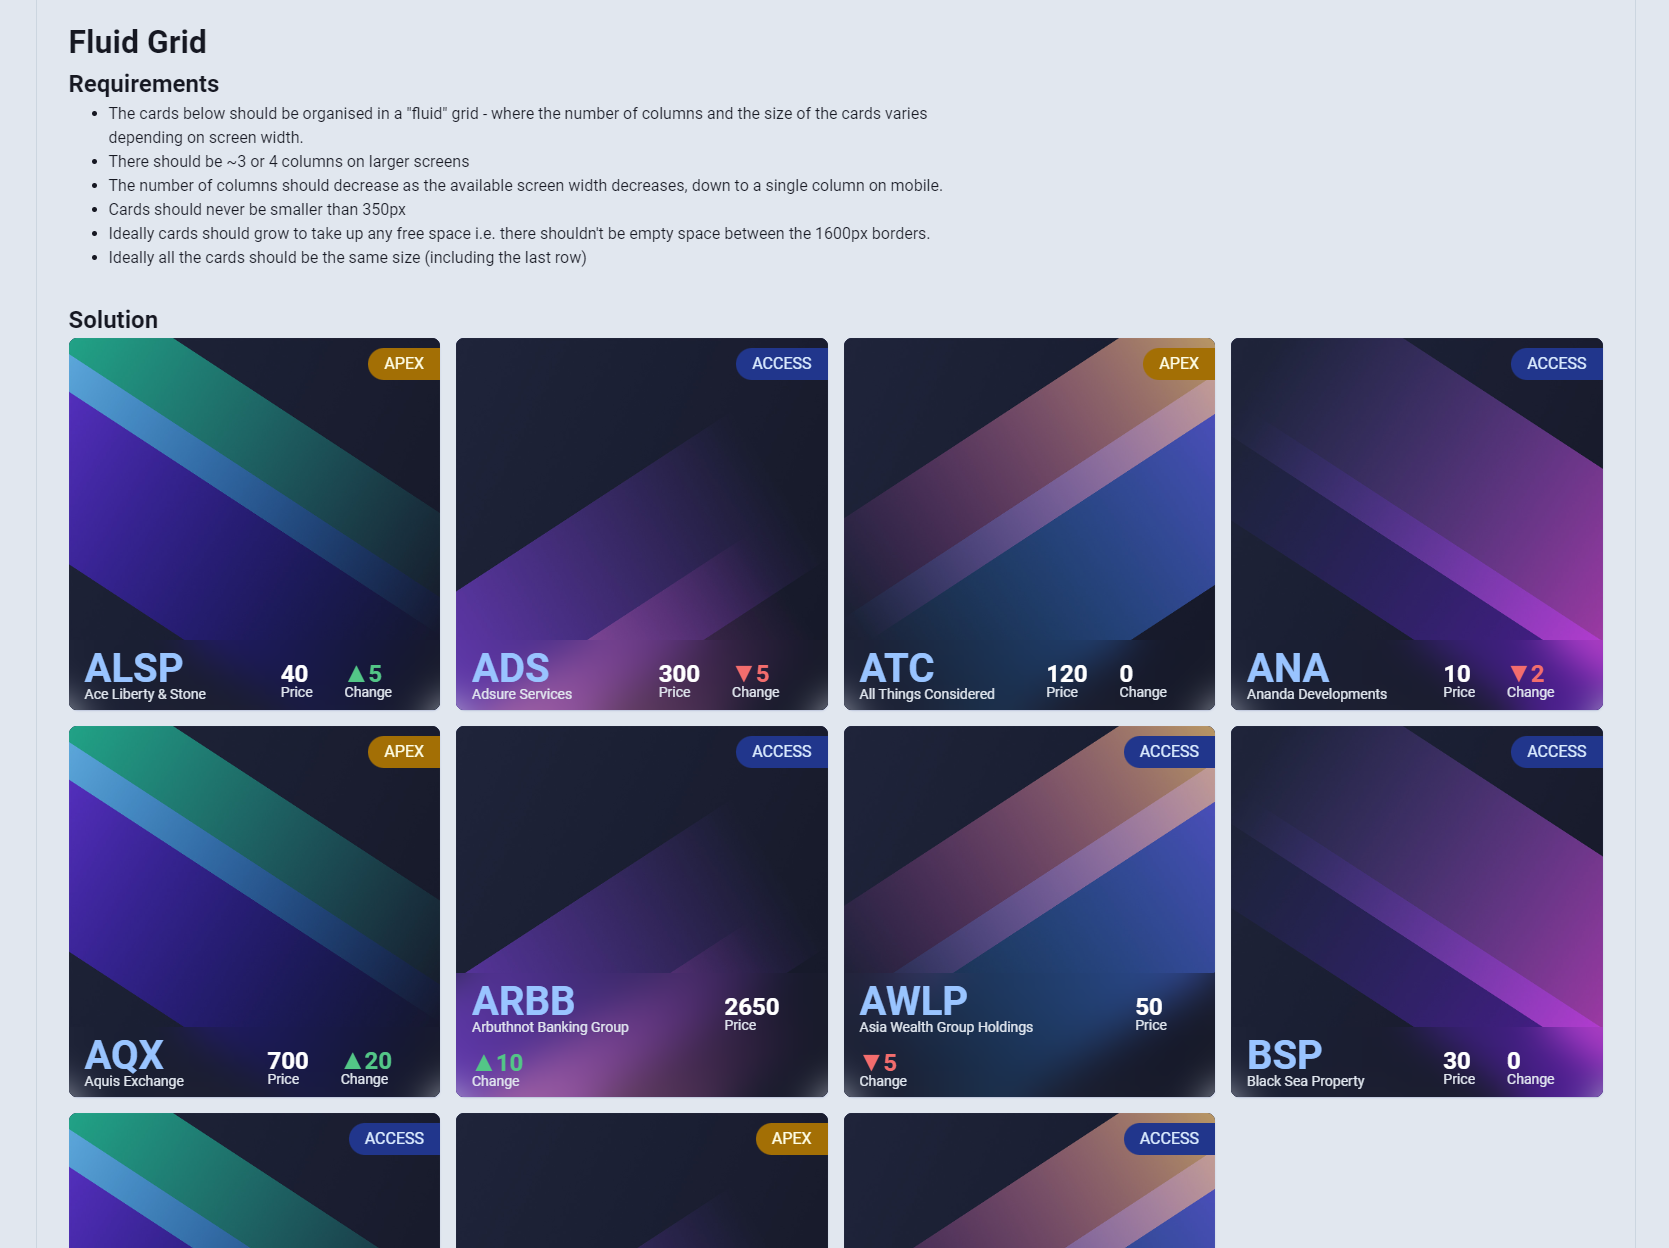 Fluid Grid
Requirements
The cards below should be organised in a "fluid" grid - where the number of columns and the size of the cards varies
depending on screen width.
There should be ~3 or 4 columns on larger screens
The number of columns should decrease as the available screen width decreases, down to a single column on mobile.
Cards should never be smaller than 350px
Ideally cards should grow to take up any free space i.e. there shouldn't be empty space between the 1600px borders.
Ideally all the cards should be the same size (including the last row)
Solution
APEX
ALSP
Ace Liberty & Stone
40
Price
▲5
Change
ACCESS
ADS
Adsure Services
300
Price
▼5
Change
APEX
ATC
All Things Considered
120
Price
0
Change
ACCESS
ANA
Ananda Developments
10
Price
▼2
Change
APEX
AQX
Aquis Exchange
700
Price
▲20
Change
ACCESS
ARBB
Arbuthnot Banking Group
2650
Price
▲10
Change
ACCESS
AWLP
Asia Wealth Group Holdings
50
Price
▼5
Change
ACCESS
BSP
Black Sea Property
30
Price
0
Change
ACCESS
APEX
ACCESS